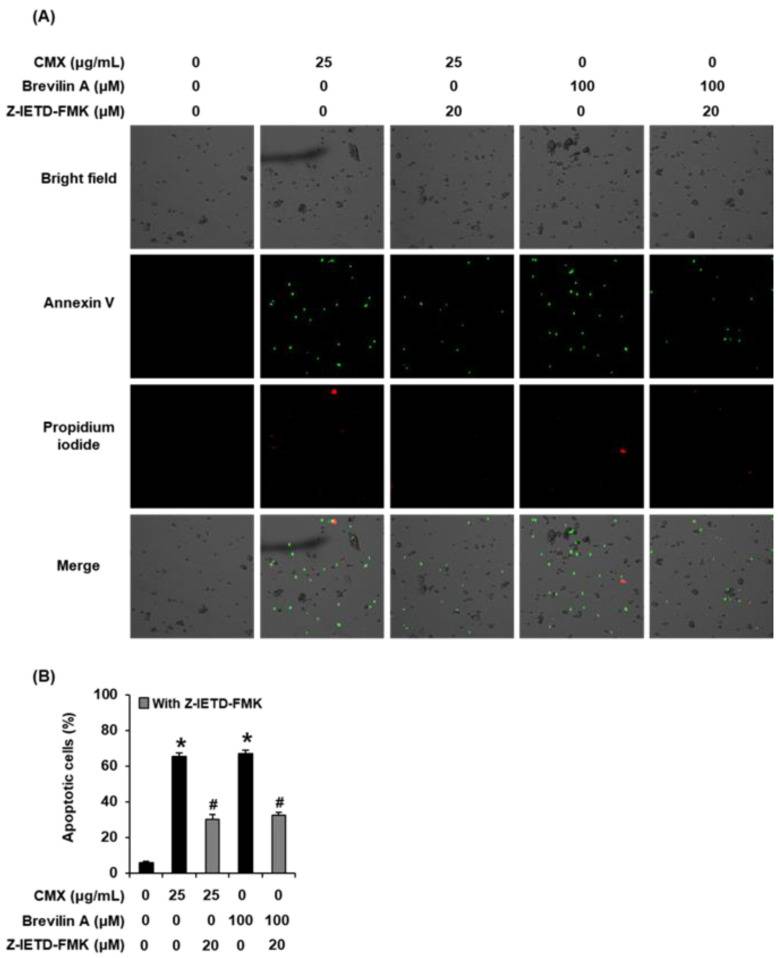 (A)
CMX (µg/mL) 0 25 25 0 0
Brevilin A (µM) 0 0 0 100 100
Z-IETD-FMK (µM) 0 0 20 0 20
Bright field
Annexin V
Propidium
iodide
Merge
(B)
100
80
60
40
20
0
Apoptotic cells (%)
With Z-IETD-FMK
*
#
*
#
CMX (µg/mL) 0 25 25 0 0
Brevilin A (µM) 0 0 0 100 100
Z-IETD-FMK (µM) 0 0 20 0 20